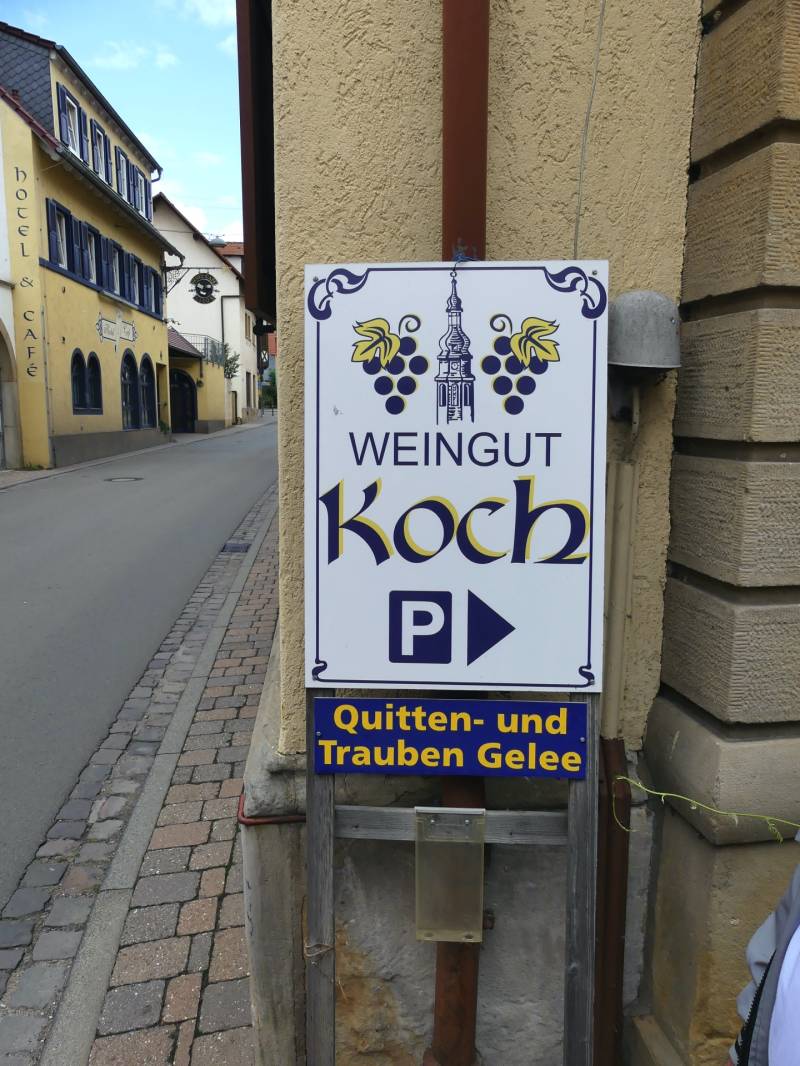 HOTEL & CAFÉ
WEINGUT
Koch
P
Quitten- und
Trauben Gelee